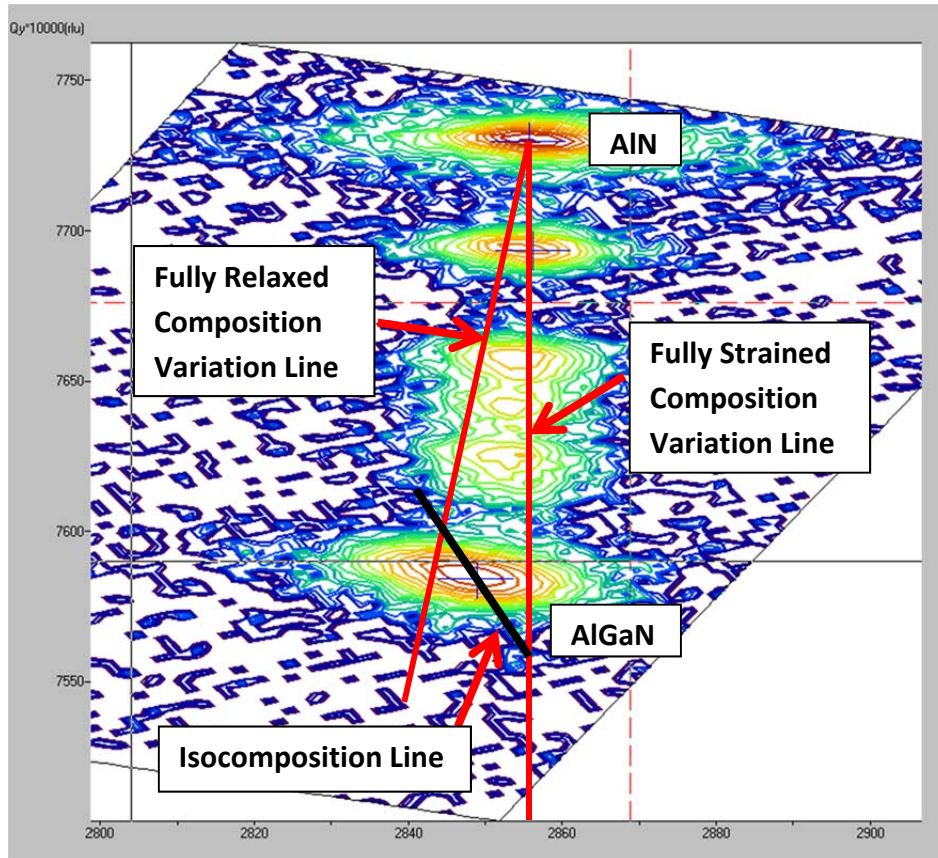 Qy*10000(rlu)
7750
AlN
7700
Fully Relaxed
Composition
Variation Line
Fully Strained
Composition
Variation Line
7650
7600
AlGaN
7550
Isocomposition Line
2800 2820 2840 2860 2880 2900